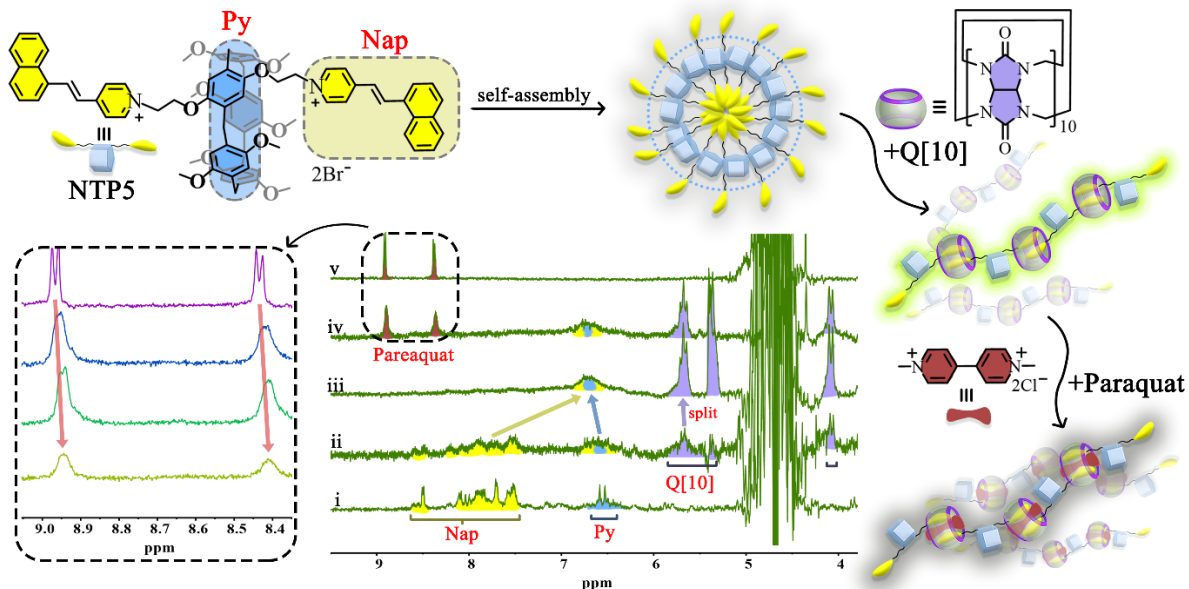 Py
Nap
O
O
O
O
O
O
O
O
O
O
N
+
N
+
2Br⁻
≡
NTP5
self-assembly
≡
O
N
N
N
N
O
10
+Q[10]
v
iv
Pareaquat
iii
split
ii
Q[10]
i
Nap
Py
9
8
7
6
5
4
ppm
9.0
8.9
8.8
8.7
8.6
8.5
8.4
ppm
+
N
N
+
2Cl⁻
≡
+Paraquat